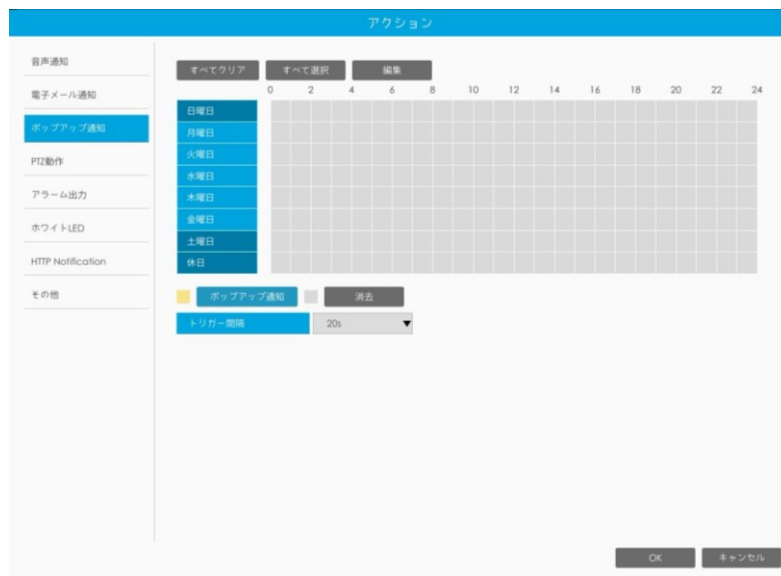 アクション
音声通知
電子メール通知
ポップアップ通知
PTZ動作
アラーム出力
ホワイトLED
HTTP Notification
その他
すべてクリア すべて選択 編集
0 2 4 6 8 10 12 14 16 18 20 22 24
日曜日
月曜日
火曜日
水曜日
木曜日
金曜日
土曜日
休日
ポップアップ通知 消去
トリガー間隔 20s
OK キャンセル